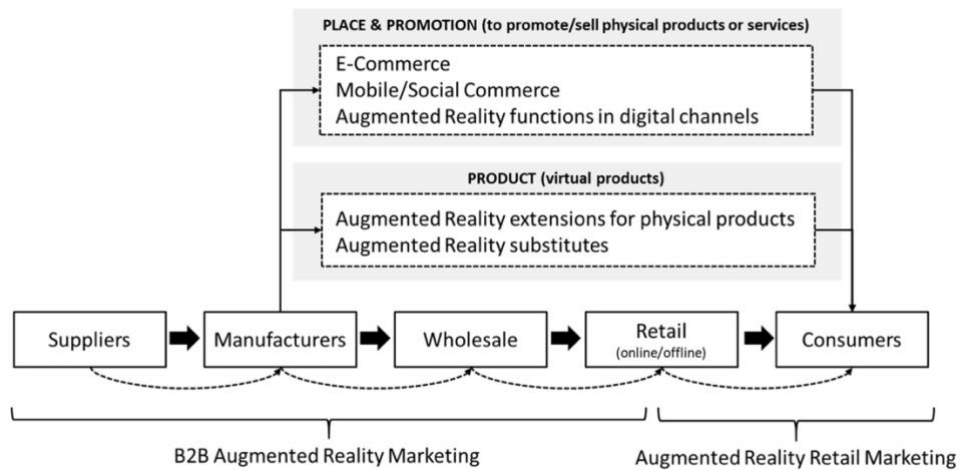 PLACE & PROMOTION (to promote/sell physical products or services)
E-Commerce
Mobile/Social Commerce
Augmented Reality functions in digital channels
PRODUCT (virtual products)
Augmented Reality extensions for physical products
Augmented Reality substitutes
Suppliers
Manufacturers
Wholesale
Retail
(online/offline)
Consumers
B2B Augmented Reality Marketing
Augmented Reality Retail Marketing